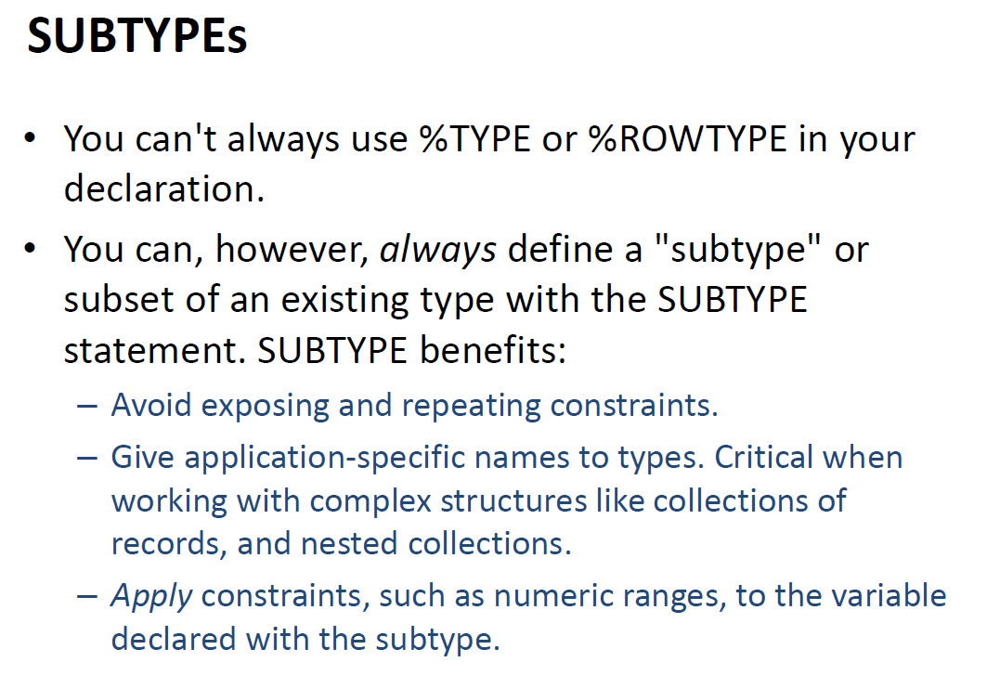 SUBTYPEs
• You can't always use %TYPE or %ROWTYPE in your
declaration.
• You can, however, always define a "subtype" or
subset of an existing type with the SUBTYPE
statement. SUBTYPE benefits:
– Avoid exposing and repeating constraints.
– Give application-specific names to types. Critical when
working with complex structures like collections of
records, and nested collections.
– Apply constraints, such as numeric ranges, to the variable
declared with the subtype.